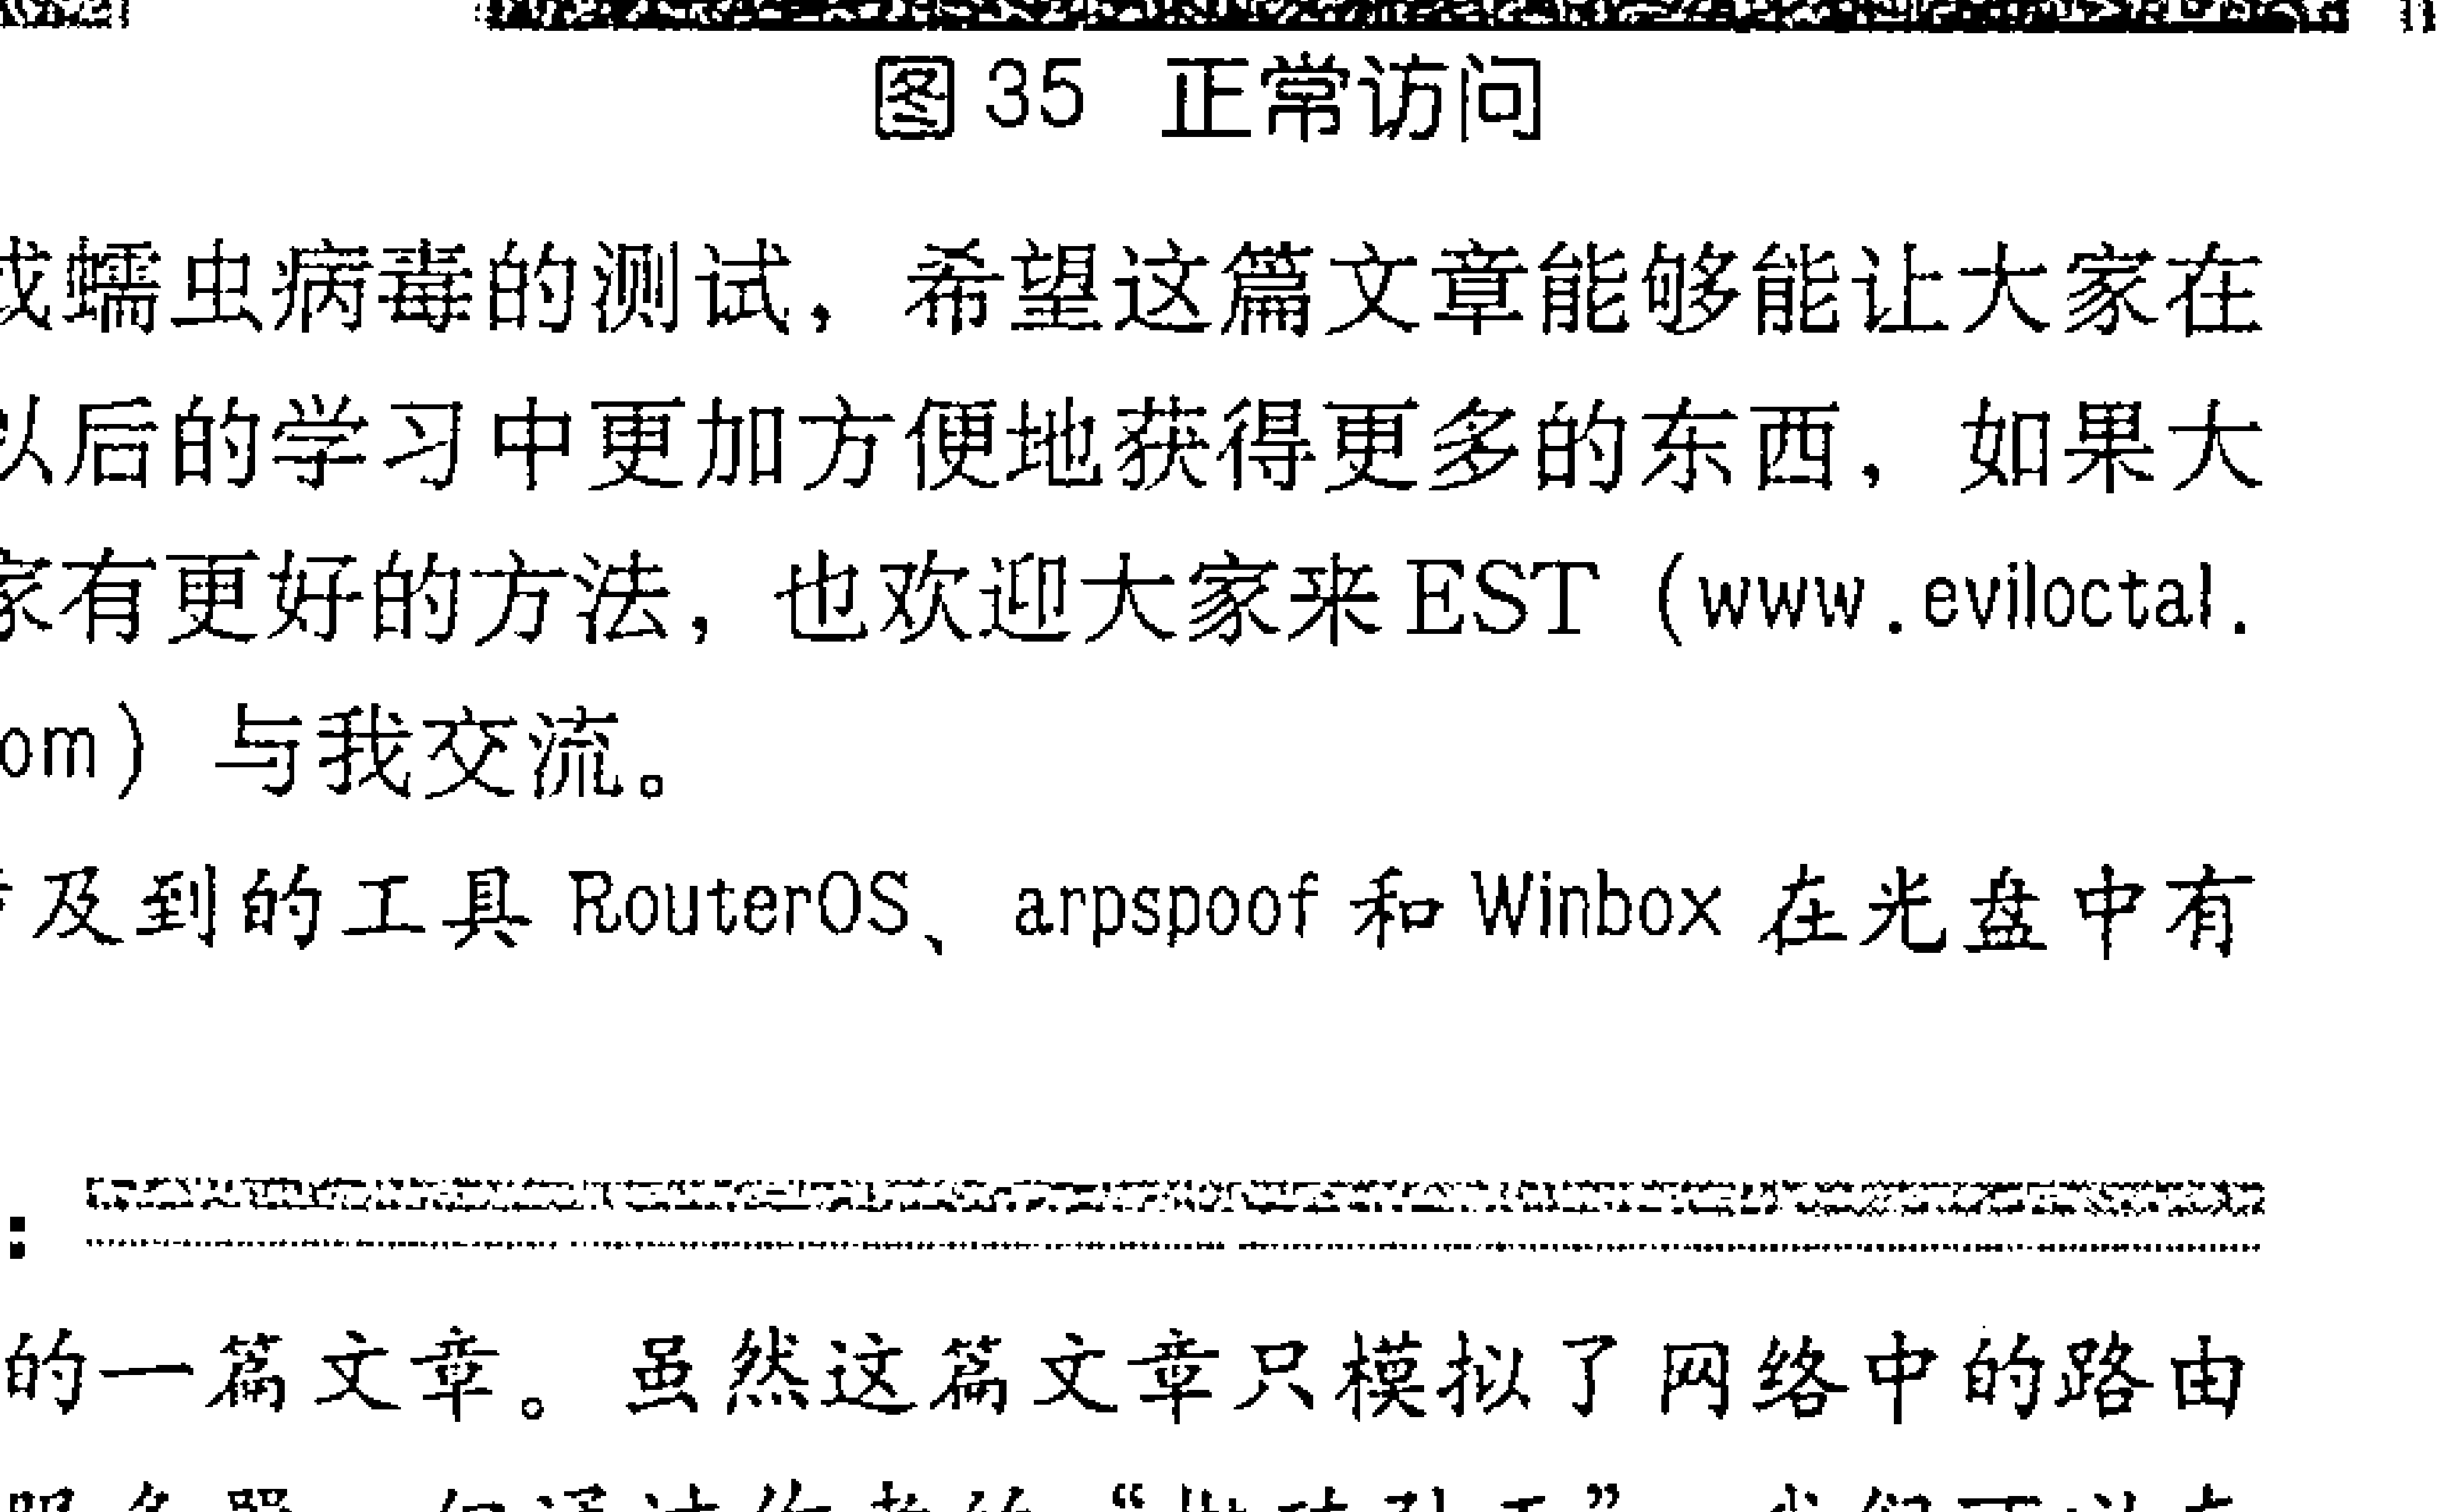 图 35 正常访问
或蠕虫病毒的测试，希望这篇文章能够能让大家在
以后的学习中更加方便地获得更多的东西，如果大
家有更好的方法，也欢迎大家来 EST（www.eviloctal.
om）与我交流。
及到的工具 RouterOS、arpspoof 和 Winbox 在光盘中有
：
的一篇文章。虽然这篇文章只模拟了网络中的路由